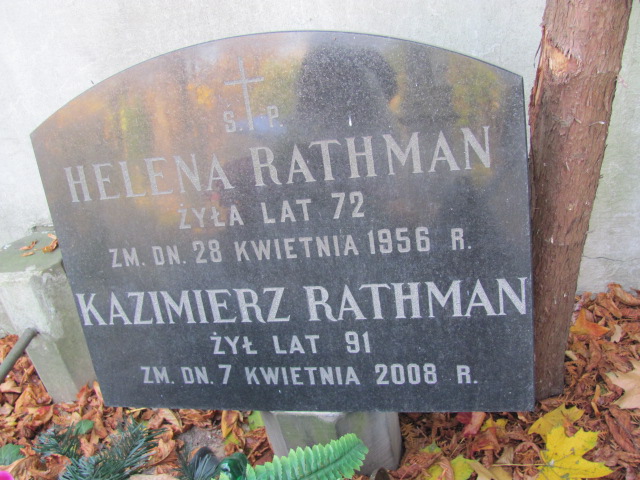 Ś. P.
HELENA RATHMAN
ŻYŁA LAT 72
ZM. DN. 28 KWIETNIA 1956 R.
KAZIMIERZ RATHMAN
ŻYŁ LAT 91
ZM. DN. 7 KWIETNIA 2008 R.